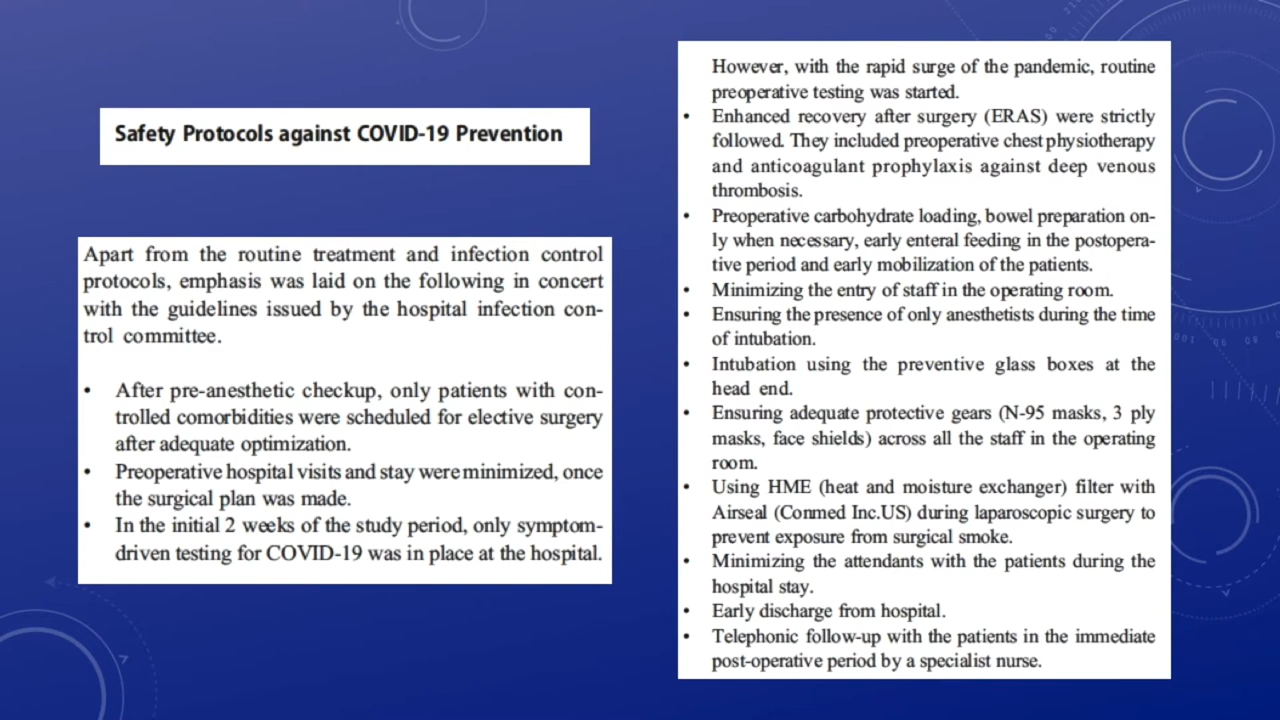 Safety Protocols against COVID-19 Prevention
Apart from the routine treatment and infection control
protocols, emphasis was laid on the following in concert
with the guidelines issued by the hospital infection con-
trol committee.
• After pre-anesthetic checkup, only patients with con-
trolled comorbidities were scheduled for elective surgery
after adequate optimization.
• Preoperative hospital visits and stay were minimized, once
the surgical plan was made.
• In the initial 2 weeks of the study period, only symptom-
driven testing for COVID-19 was in place at the hospital.
However, with the rapid surge of the pandemic, routine
preoperative testing was started.
• Enhanced recovery after surgery (ERAS) were strictly
followed. They included preoperative chest physiotherapy
and anticoagulant prophylaxis against deep venous
thrombosis.
• Preoperative carbohydrate loading, bowel preparation on-
ly when necessary, early enteral feeding in the postopera-
tive period and early mobilization of the patients.
• Minimizing the entry of staff in the operating room.
• Ensuring the presence of only anesthetists during the time
of intubation.
• Intubation using the preventive glass boxes at the
head end.
• Ensuring adequate protective gears (N-95 masks, 3 ply
masks, face shields) across all the staff in the operating
room.
• Using HME (heat and moisture exchanger) filter with
Airseal (Conmed Inc.US) during laparoscopic surgery to
prevent exposure from surgical smoke.
• Minimizing the attendants with the patients during the
hospital stay.
• Early discharge from hospital.
• Telephonic follow-up with the patients in the immediate
post-operative period by a specialist nurse.